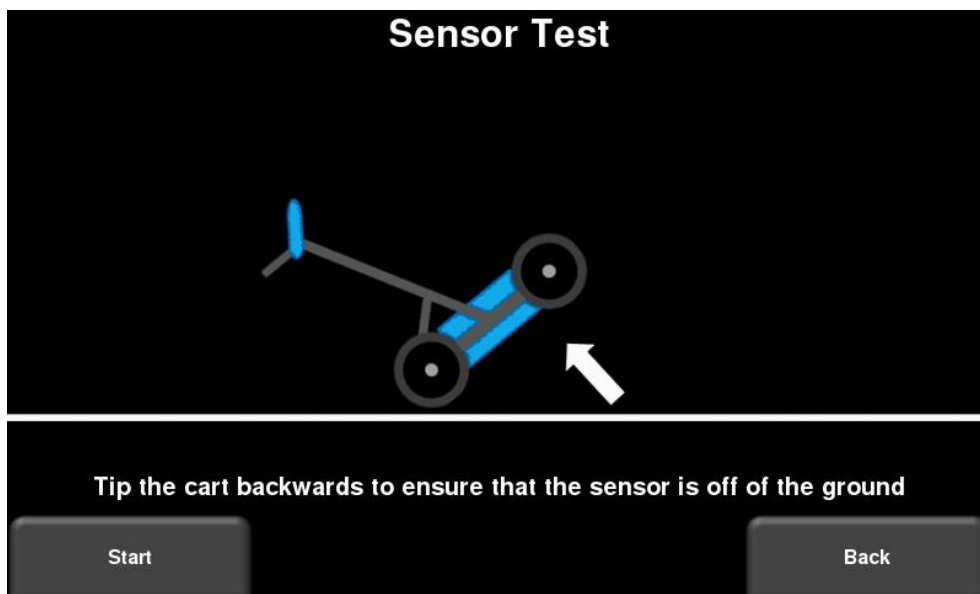 Sensor Test
Tip the cart backwards to ensure that the sensor is off of the ground
Start
Back